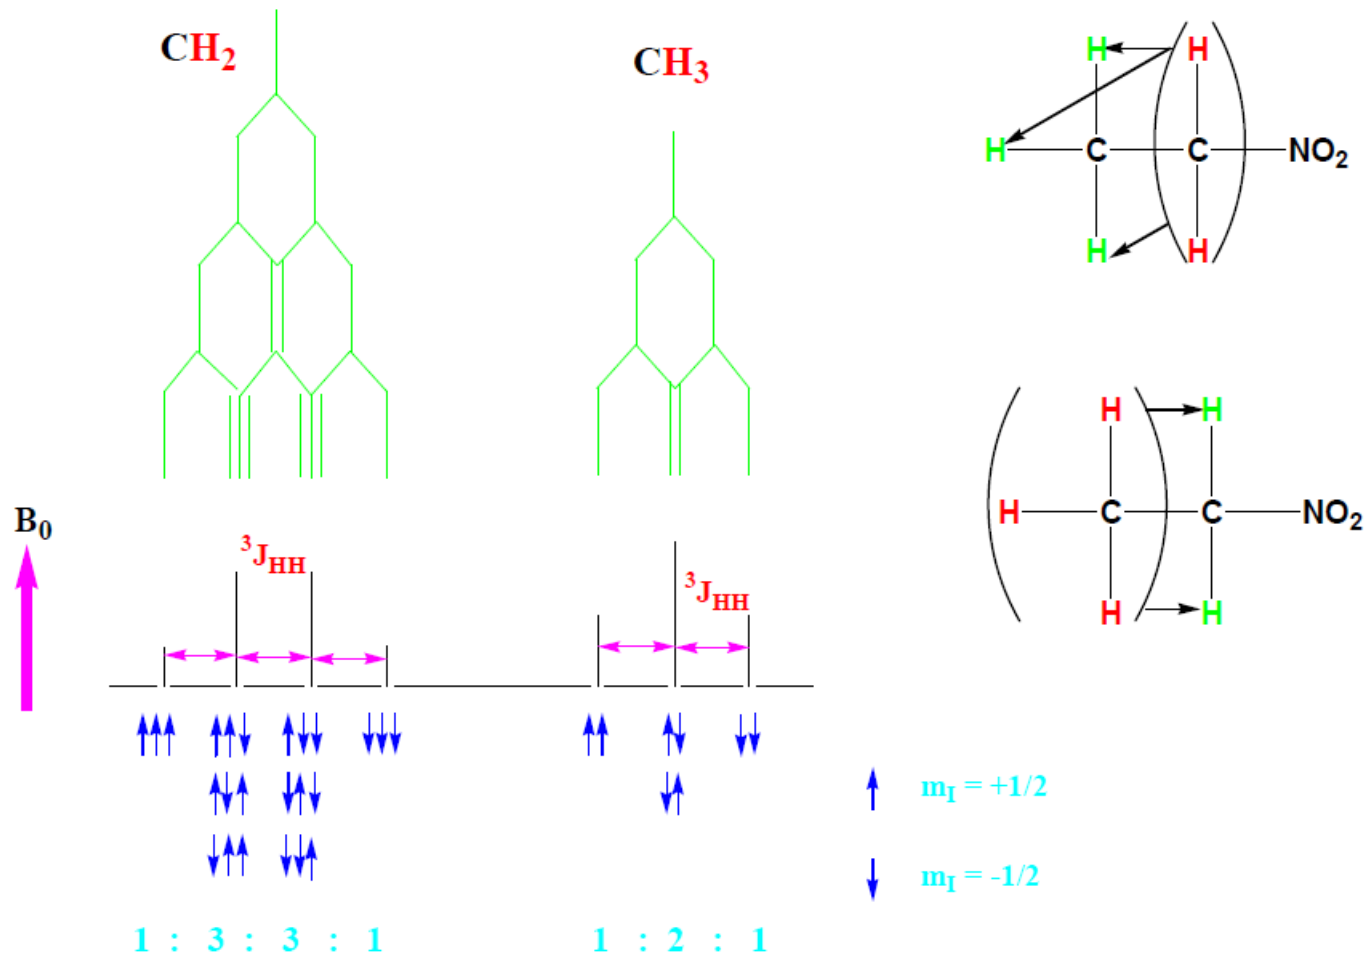 CH2
CH3
H H
H C C NO2
H H
H H
H C C NO2
H H
B0
3JHH
3JHH
mI = +1/2
mI = -1/2
1 : 3 : 3 : 1
1 : 2 : 1